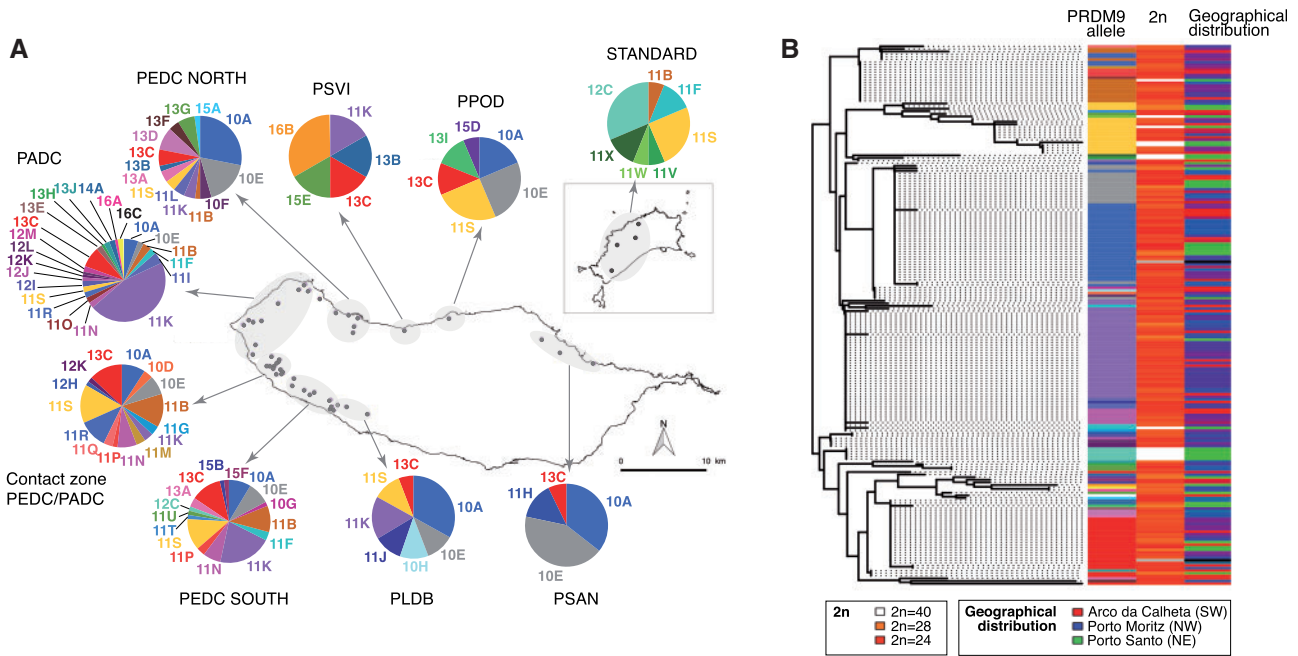 A
PEDC NORTH
13G 15A
13F
13D
13C
13B
13A
11S
11L
11K
11B
10F
10E
10A
PSVI
11K
16B
13B
15E
13C
PPOD
15D
13I
10A
13C
10E
11S
STANDARD
11B
12C
11F
11S
11X
11W
11V
PADC
13J 14A
13H
16A
13E
16C
13C
10A
12M
10E
12L
11B
12K
11F
12J
11I
12I
11S
11R
11O
11N
11K
13C
10A
12K
10D
12H
10E
11S
11B
11G
11R
11K
11Q
11P
11N
11M
Contact zone
PEDC/PADC
15B
15F
13C
10A
13A
10E
12C
10G
11U
11B
11T
11F
11S
11P
11N
11K
PEDC SOUTH
13C
11S
10A
11K
10E
11J
10H
PLDB
13C
11H
10A
10E
PSAN
N
0 10 km
B
PRDM9
allele
2n
Geographical
distribution
2n
2n=40
2n=28
2n=24
Geographical
distribution
Arco da Calheta (SW)
Porto Moritz (NW)
Porto Santo (NE)